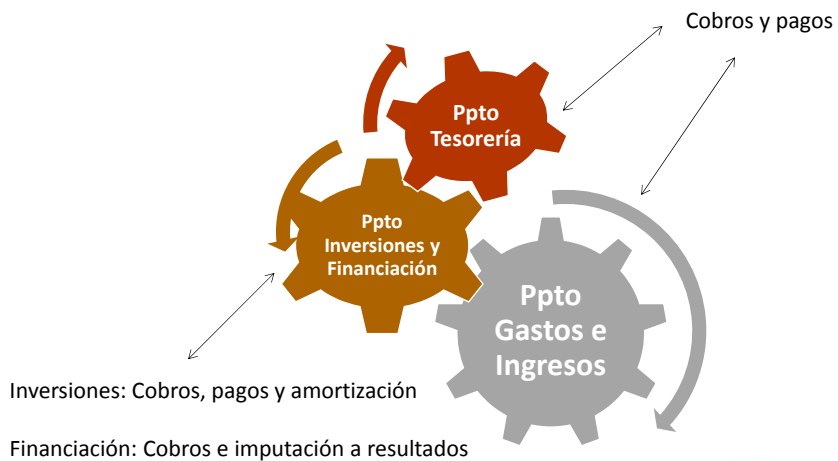 Cobros y pagos
Ppto
Tesorería
Ppto
Inversiones y
Financiación
Ppto
Gastos e
Ingresos
Inversiones: Cobros, pagos y amortización
Financiación: Cobros e imputación a resultados